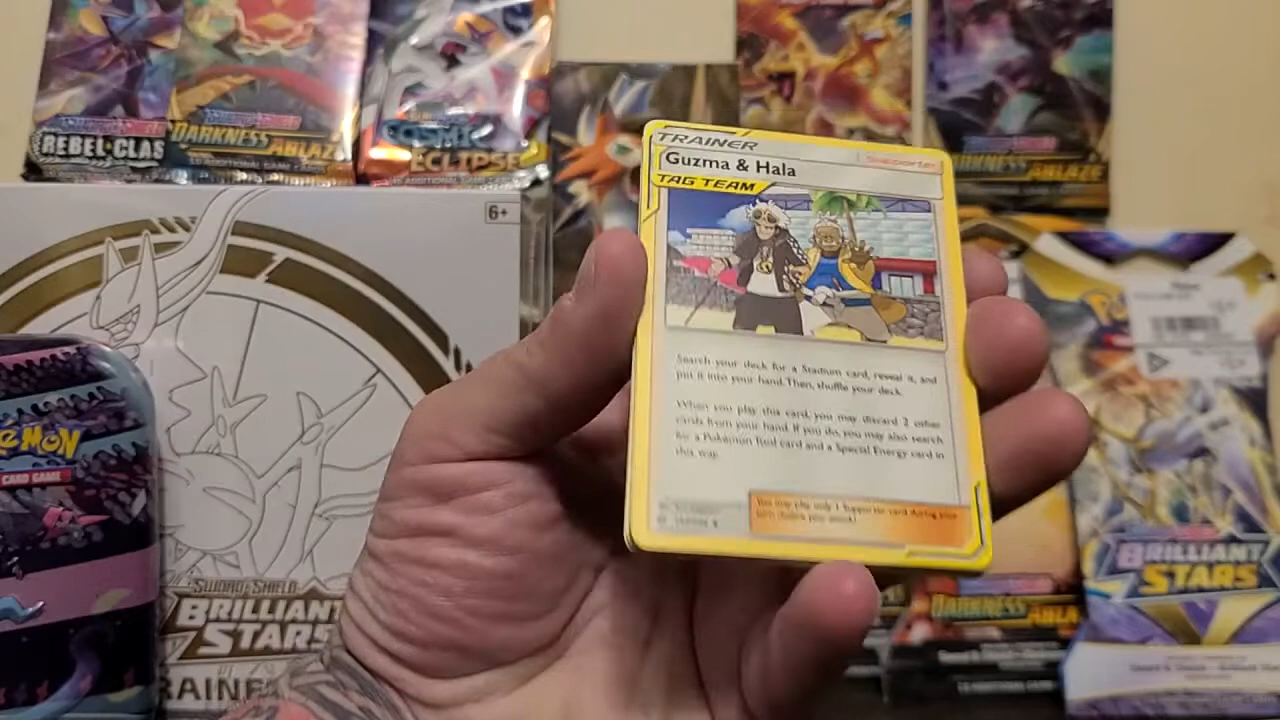 REBEL CLAS
DARKNESS
ABLAZE
COSMIC
ECLIPSE
DARKNESS
ABLAZE
6+
TRAINER
Supporter
Guzma & Hala
TAG TEAM
Search your deck for a Stadium card, reveal it, and
put it into your hand. Then, shuffle your deck.
When you play this card, you may discard 2 other
cards from your hand. If you do, you may also search
for a Pokémon Tool card and a Special Energy card in
this way.
You may play only 1 Supporter card during your
turn (before your attack).
éMON
CARD GAME
SWORD & SHIELD
BRILLIANT
STARS
RAINE
BRILLIANT
STARS
DARKNESS
ABLA